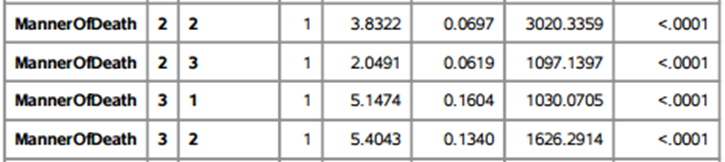 MannerOfDeath 2 2 1 3.8322 0.0697 3020.3359 <.0001
MannerOfDeath 2 3 1 2.0491 0.0619 1097.1397 <.0001
MannerOfDeath 3 1 1 5.1474 0.1604 1030.0705 <.0001
MannerOfDeath 3 2 1 5.4043 0.1340 1626.2914 <.0001